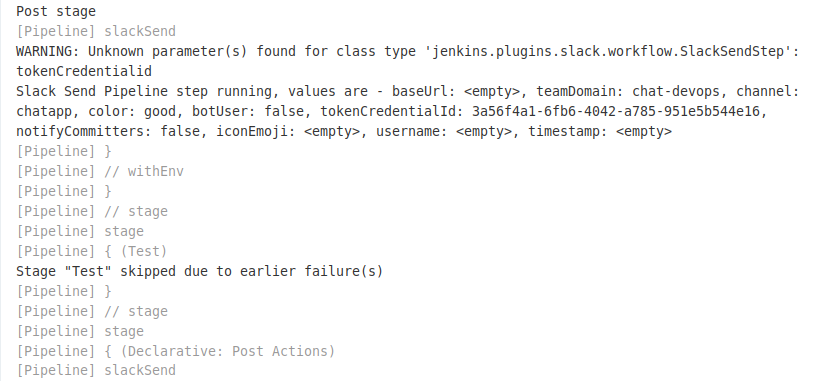 Post stage
[Pipeline] slackSend
WARNING: Unknown parameter(s) found for class type 'jenkins.plugins.slack.workflow.SlackSendStep':
tokenCredentialid
Slack Send Pipeline step running, values are - baseUrl: <empty>, teamDomain: chat-devops, channel:
chatapp, color: good, botUser: false, tokenCredentialId: 3a56f4a1-6fb6-4042-a785-951e5b544e16,
notifyCommitters: false, iconEmoji: <empty>, username: <empty>, timestamp: <empty>
[Pipeline] }
[Pipeline] // withEnv
[Pipeline] }
[Pipeline] // stage
[Pipeline] stage
[Pipeline] { (Test)
Stage "Test" skipped due to earlier failure(s)
[Pipeline] }
[Pipeline] // stage
[Pipeline] stage
[Pipeline] { (Declarative: Post Actions)
[Pipeline] slackSend